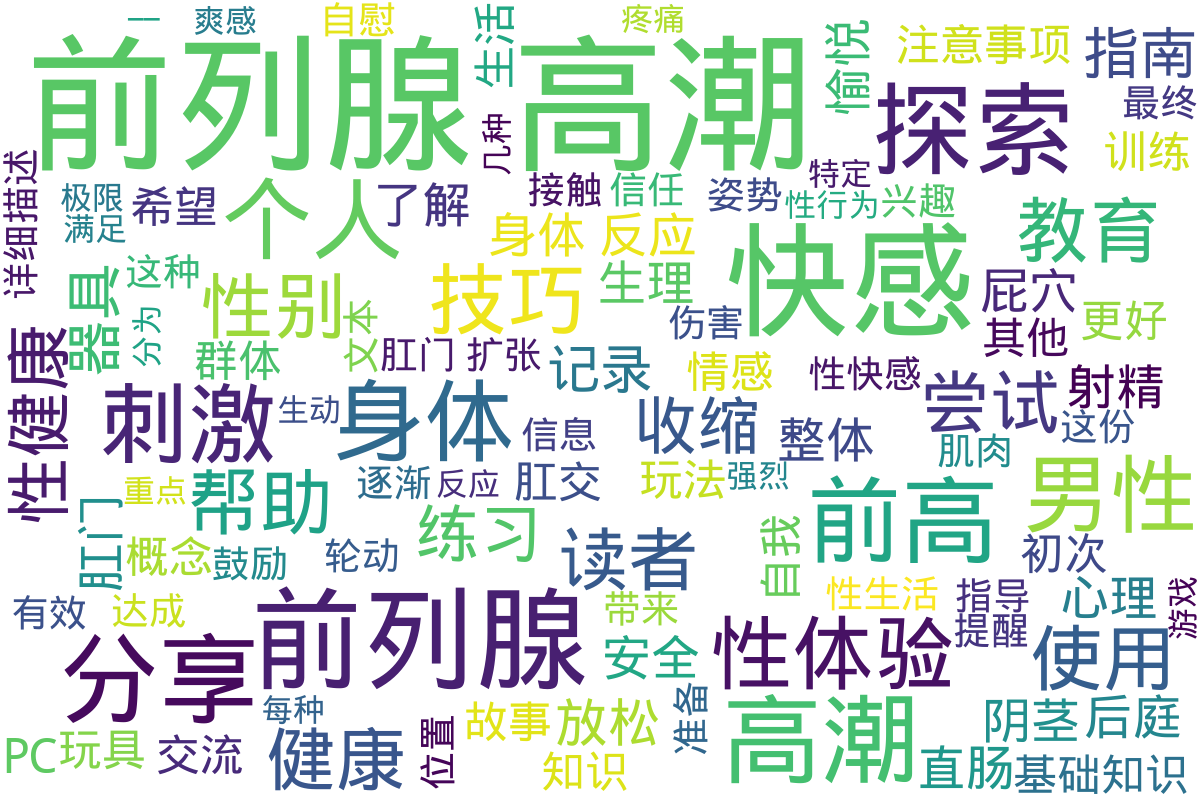 一一
爽感
自慰
生活
疼痛
愉悦
注意事项
指南
前列腺高潮
探索
最终
训练
几种
详细描述
极限
满足
希望
个人
了解
接触
信任
姿势
特定
性行为
兴趣
教育
身体反应
快感
器具
这种
性别
技巧
生理
屁穴
更好
分为
文本
伤害
其他
性健康
群体
肛门扩张
记录
情感
性快感
尝试
射精
刺激
生动
身体
信息
收缩
整体
这份
肌肉
重点
帮助
逐渐
反应
肛交
玩法
强烈
前高
男性
肛门
概念
鼓励
轮动
练习
读者
自我
初次
有效
达成
前列腺
带来
性生活
指导
心理
游戏
分享
安全
性体验
提醒
使用
每种
PC
玩具
交流
健康
位置
故事
放松
准备
高潮
阴茎
后庭
知识
直肠
基础知识